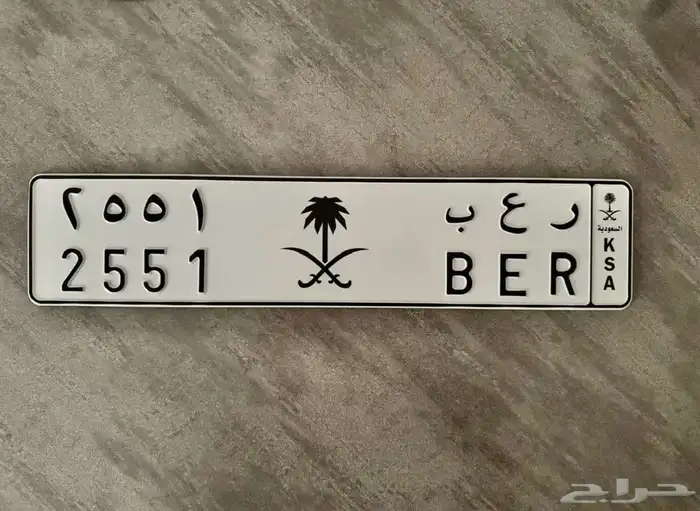 ٢٥٥١ ر ع ب
2551 BER
السعودية
K
S
A
حراج